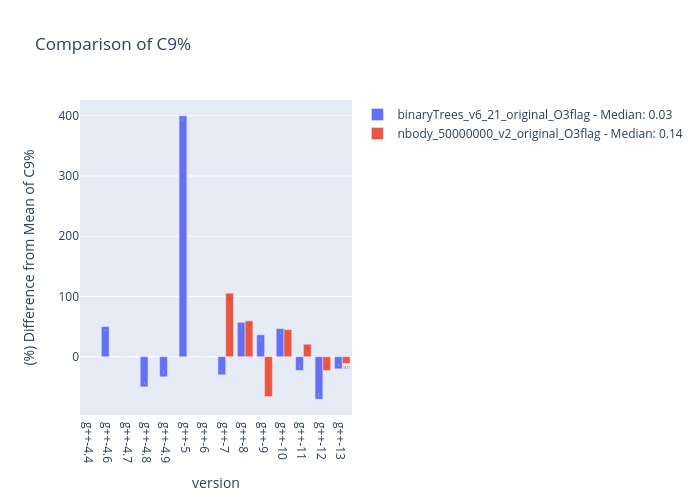 Comparison of C9%
binaryTrees_v6_21_original_O3flag - Median: 0.03
nbody_50000000_v2_original_O3flag - Median: 0.14
(%) Difference from Mean of C9%
400
300
200
100
0
g++-4.4
g++-4.6
g++-4.7
g++-4.8
g++-4.9
g++-5
g++-6
g++-7
g++-8
g++-9
g++-10
g++-11
g++-12
g++-13
version